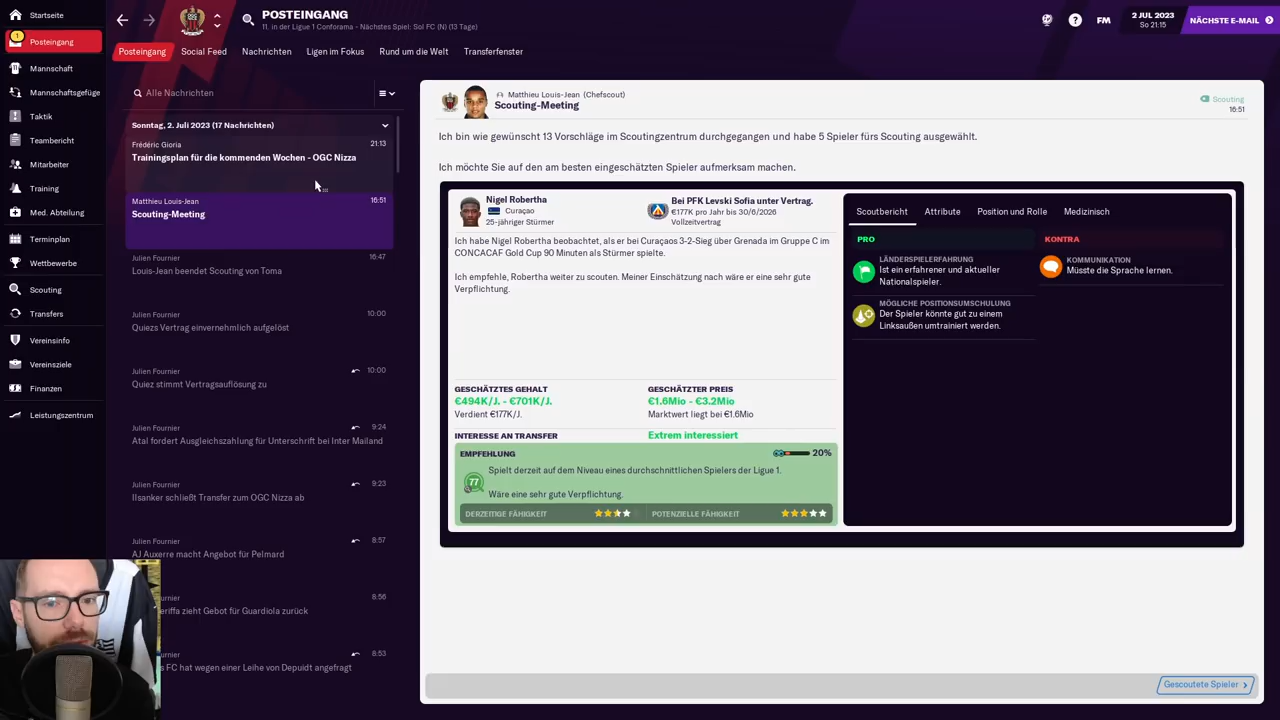 Startseite
1
Posteingang
Mannschaft
Mannschaftsgefüge
Taktik
Teambericht
Mitarbeiter
Training
Med. Abteilung
Terminplan
Wettbewerbe
Scouting
Transfers
Vereinsinfo
Vereinsziele
Finanzen
Leistungszentrum
POSTEINGANG
11. in der Ligue 1 Conforama - Nächstes Spiel: Sol FC (N) (13 Tage)
FM
2 JUL 2023
So 21:15
NÄCHSTE E-MAIL
Posteingang
Social Feed
Nachrichten
Ligen im Fokus
Rund um die Welt
Transferfenster
Alle Nachrichten
Sonntag, 2. Juli 2023 (17 Nachrichten)
Frédéric Gioria 21:13
Trainingsplan für die kommenden Wochen - OGC Nizza
Matthieu Louis-Jean 16:51
Scouting-Meeting
Julien Fournier 16:47
Louis-Jean beendet Scouting von Toma
Julien Fournier 10:00
Quiezs Vertrag einvernehmlich aufgelöst
Julien Fournier 10:00
Quiez stimmt Vertragsauflösung zu
Julien Fournier 9:24
Atal fordert Ausgleichszahlung für Unterschrift bei Inter Mailand
Julien Fournier 9:23
Ilsanker schließt Transfer zum OGC Nizza ab
Julien Fournier 8:57
AJ Auxerre macht Angebot für Pelmard
8:56
zieht Gebot für Guardiola zurück
8:53
FC hat wegen einer Leihe von Depuidt angefragt
Matthieu Louis-Jean (Chefscout)
Scouting-Meeting
Scouting
16:51
Ich bin wie gewünscht 13 Vorschläge im Scoutingzentrum durchgegangen und habe 5 Spieler fürs Scouting ausgewählt.
Ich möchte Sie auf den am besten eingeschätzten Spieler aufmerksam machen.
Nigel Robertha
Curaçao
25-jähriger Stürmer
Bei PFK Levski Sofia unter Vertrag.
€177K pro Jahr bis 30/6/2026
Vollzeitvertrag
Ich habe Nigel Robertha beobachtet, als er bei Curaçaos 3-2-Sieg über Grenada im Gruppe C im
CONCACAF Gold Cup 90 Minuten als Stürmer spielte.
Ich empfehle, Robertha weiter zu scouten. Meiner Einschätzung nach wäre er eine sehr gute
Verpflichtung.
GESCHÄTZTES GEHALT
€494K/J. - €701K/J.
Verdient €177K/J.
GESCHÄTZTER PREIS
€1.6Mio - €3.2Mio
Marktwert liegt bei €1.6Mio
INTERESSE AN TRANSFER
Extrem interessiert
EMPFEHLUNG
20%
77
Spielt derzeit auf dem Niveau eines durchschnittlichen Spielers der Ligue 1.
Wäre eine sehr gute Verpflichtung.
DERZEITIGE FÄHIGKEIT
POTENZIELLE FÄHIGKEIT
Scoutbericht
Attribute
Position und Rolle
Medizinisch
PRO
LÄNDERSPIELERFAHRUNG
Ist ein erfahrener und aktueller
Nationalspieler.
MÖGLICHE POSITIONSUMSCHULUNG
Der Spieler könnte gut zu einem
Linksaußen umtrainiert werden.
KONTRA
KOMMUNIKATION
Müsste die Sprache lernen.
Gescoutete Spieler